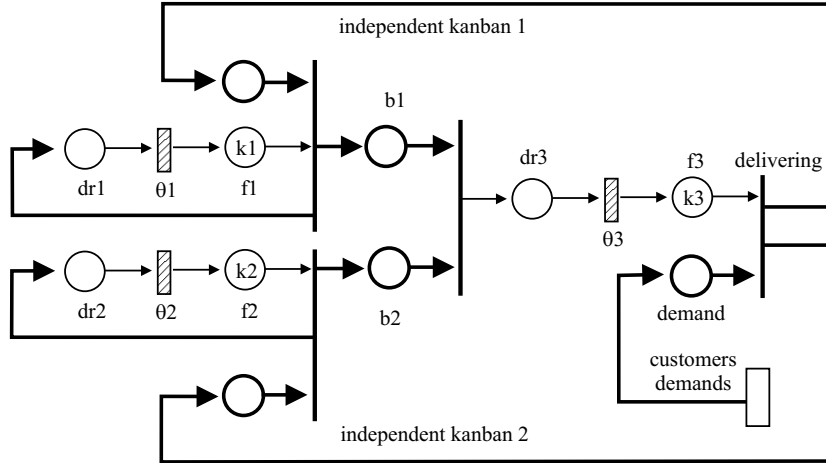 independent kanban 1
b1
k1
dr1
θ1
f1
dr3
f3
delivering
k3
θ3
k2
dr2
θ2
f2
b2
demand
customers
demands
independent kanban 2